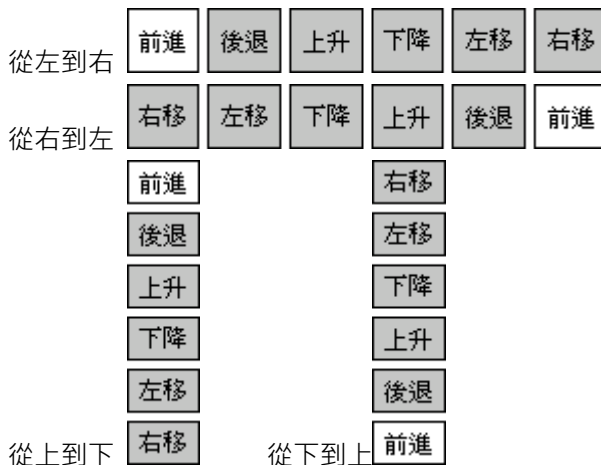 從左到右 前進 後退 上升 下降 左移 右移
從右到左 右移 左移 下降 上升 後退 前進
前進 右移
後退 左移
上升 下降
下降 上升
左移 後退
從上到下 右移 從下到上 前進